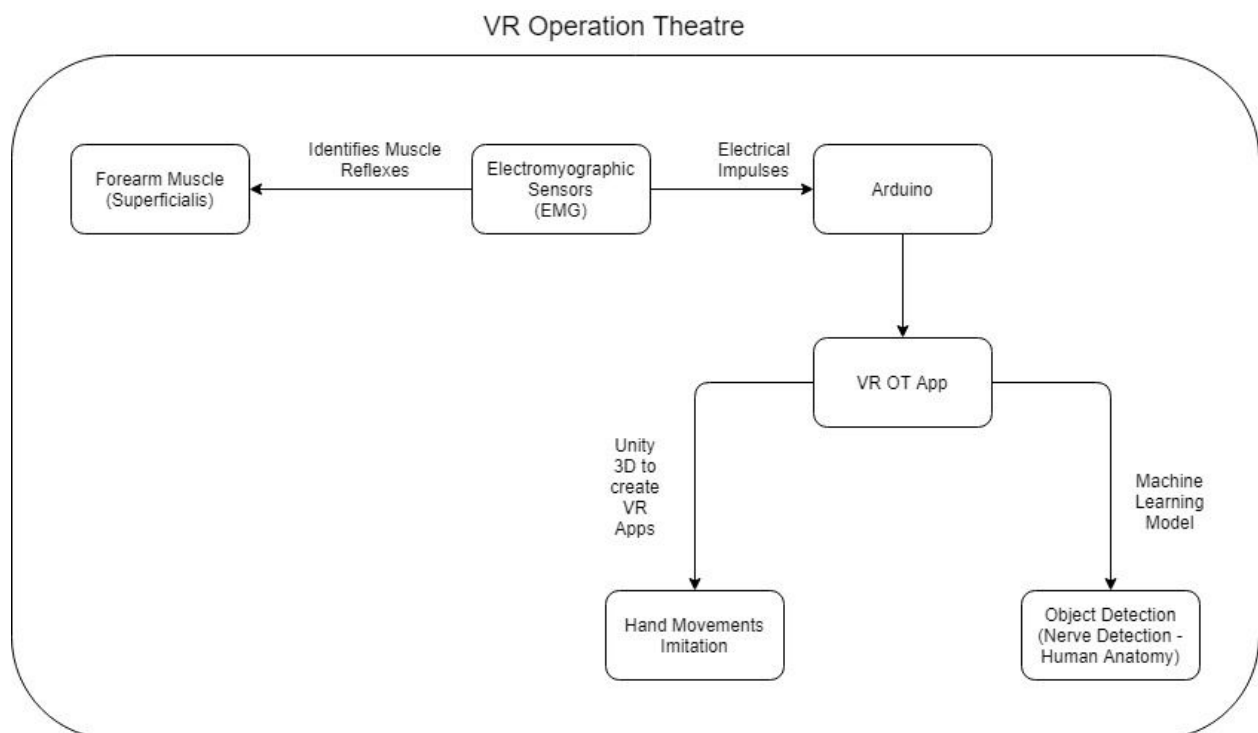 VR Operation Theatre
Forearm Muscle
(Superficialis)
Identifies Muscle
Reflexes
Electromyographic
Sensors
(EMG)
Electrical
Impulses
Arduino
VR OT App
Unity
3D to
create
VR
Apps
Machine
Learning
Model
Hand Movements
Imitation
Object Detection
(Nerve Detection -
Human Anatomy)